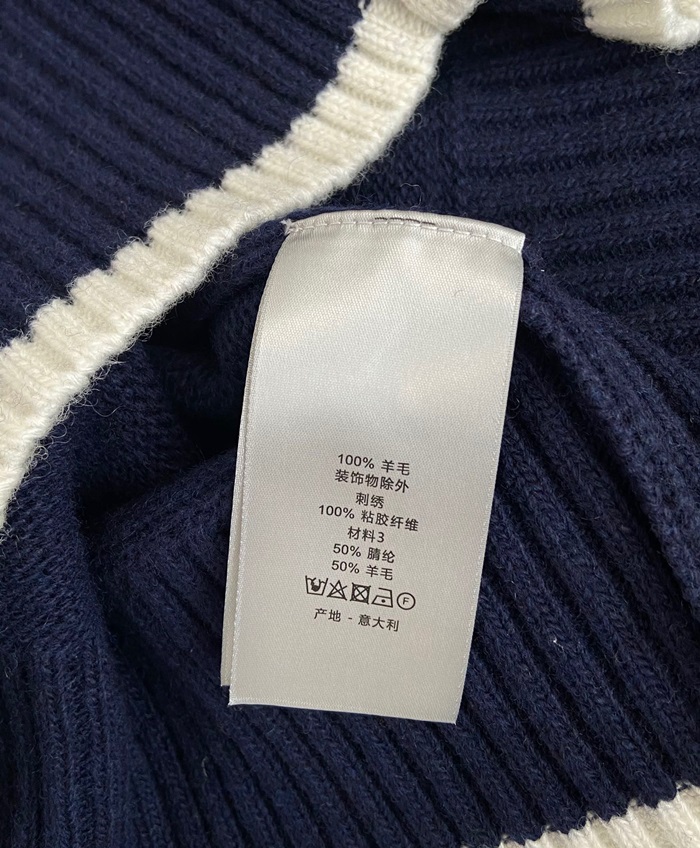 100% 羊毛
装饰物除外
刺绣
100% 粘胶纤维
材料3
50% 腈纶
50% 羊毛
F
产地 - 意大利